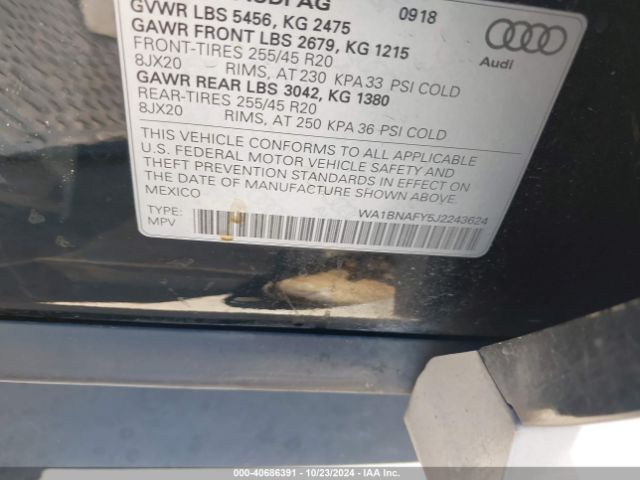 AUDI AG
0918
GVWR LBS 5456, KG 2475
GAWR FRONT LBS 2679, KG 1215
FRONT-TIRES 255/45 R20
8JX20 RIMS, AT 230 KPA 33 PSI COLD
GAWR REAR LBS 3042, KG 1380
REAR-TIRES 255/45 R20
8JX20 RIMS, AT 250 KPA 36 PSI COLD
Audi
THIS VEHICLE CONFORMS TO ALL APPLICABLE
U.S. FEDERAL MOTOR VEHICLE SAFETY AND
THEFT PREVENTION STANDARDS IN EFFECT ON
THE DATE OF MANUFACTURE SHOWN ABOVE.
MEXICO
TYPE:
MPV
WA1BNAFY5J2243624
000-40686391 - 10/23/2024 - IAA Inc.